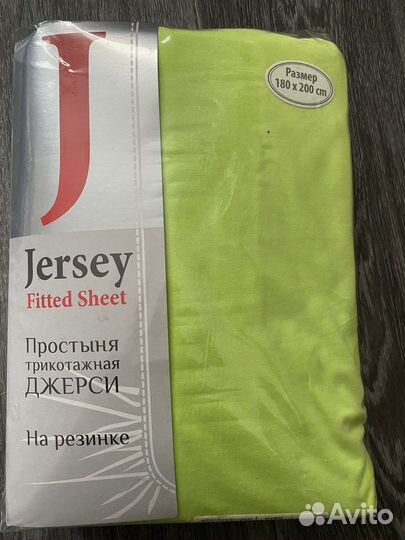 J
Размер
180 x 200 cm
Jersey
Fitted Sheet
Простыня
трикотажная
ДЖЕРСИ
На резинке
Avito